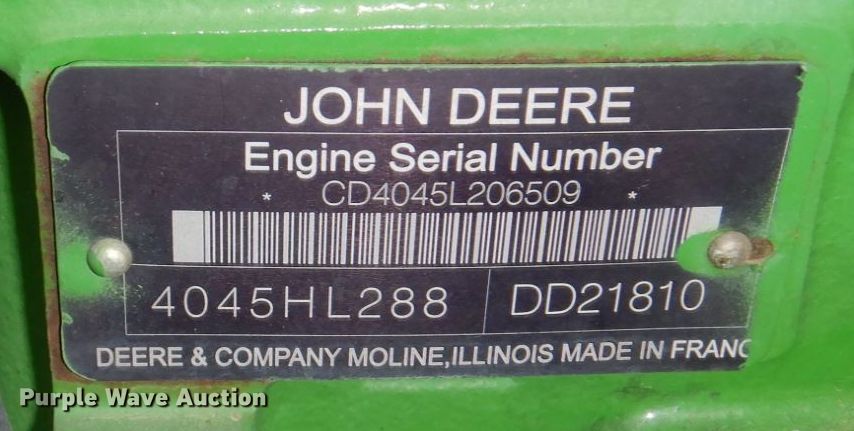 JOHN DEERE
Engine Serial Number
* CD4045L206509 *
4045HL288 DD21810
DEERE & COMPANY MOLINE,ILLINOIS MADE IN FRANC
Purple Wave Auction